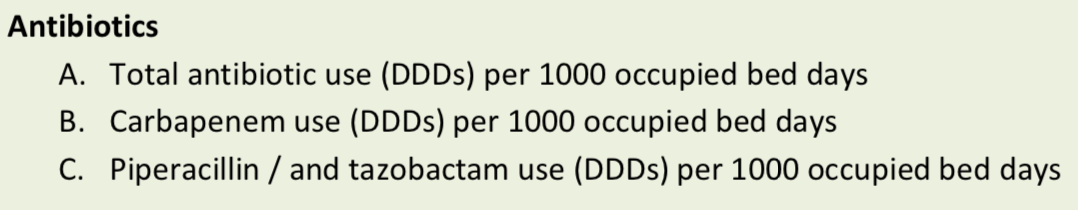 Antibiotics
A. Total antibiotic use (DDDs) per 1000 occupied bed days
B. Carbapenem use (DDDs) per 1000 occupied bed days
C. Piperacillin / and tazobactam use (DDDs) per 1000 occupied bed days